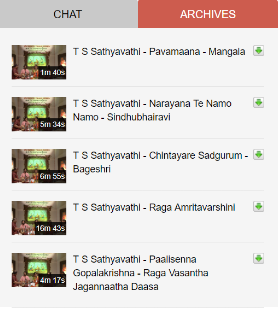 CHAT
ARCHIVES
1m 40s
T S Sathyavathi - Pavamaana - Mangala
5m 34s
T S Sathyavathi - Narayana Te Namo
Namo - Sindhubhairavi
6m 55s
T S Sathyavathi - Chintayare Sadgurum -
Bageshri
16m 43s
T S Sathyavathi - Raga Amritavarshini
4m 17s
T S Sathyavathi - Paalisenna
Gopalakrishna - Raga Vasantha
Jagannaatha Daasa